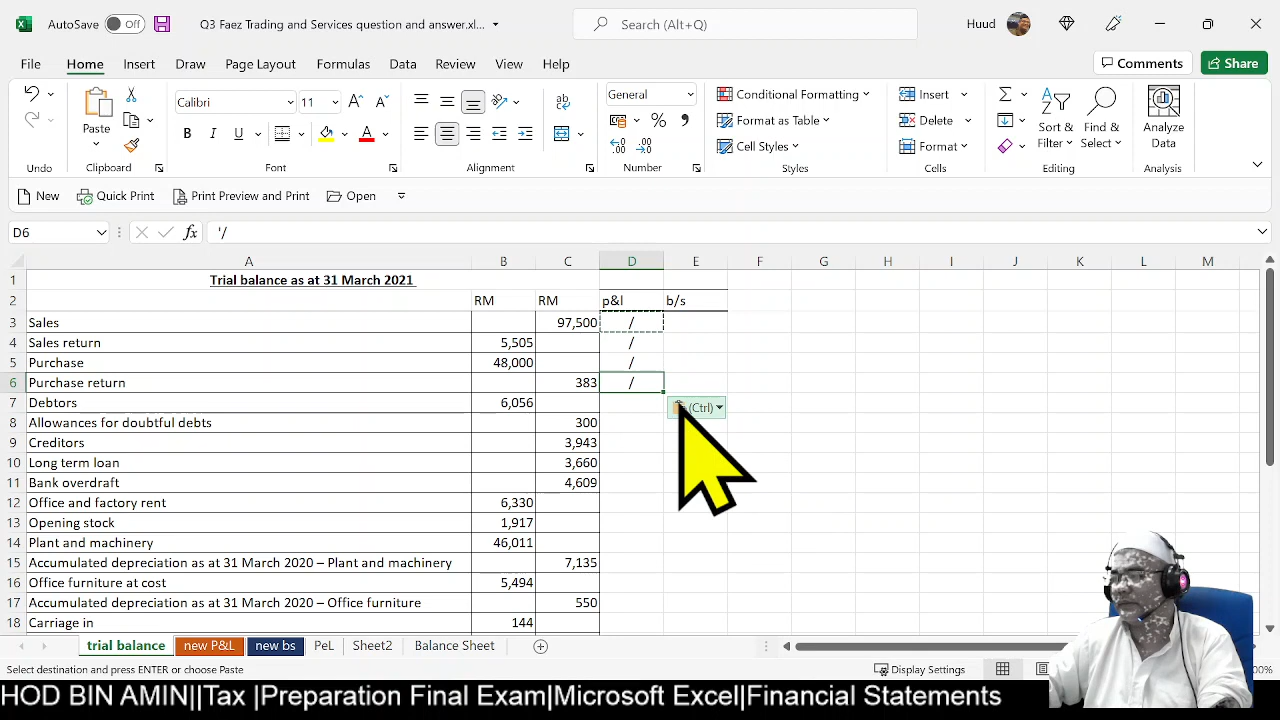 AutoSave Off Q3 Faez Trading and Services question and answer.xl... Search (Alt+Q) Huud
File Home Insert Draw Page Layout Formulas Data Review View Help Comments Share
Calibri 11 General Conditional Formatting Insert
Paste B I U Format as Table Delete Sort & Find & Analyze
Cell Styles Format Filter Select Data
Undo Clipboard Font Alignment Number Styles Cells Editing Analysis
New Quick Print Print Preview and Print Open
D6 fx '/
A B C D E F G H I J K L M
1 Trial balance as at 31 March 2021
2 RM RM p&l b/s
3 Sales 97,500 /
4 Sales return 5,505 /
5 Purchase 48,000 /
6 Purchase return 383 /
7 Debtors 6,056 (Ctrl)
8 Allowances for doubtful debts 300
9 Creditors 3,943
10 Long term loan 3,660
11 Bank overdraft 4,609
12 Office and factory rent 6,330
13 Opening stock 1,917
14 Plant and machinery 46,011
15 Accumulated depreciation as at 31 March 2020 – Plant and machinery 7,135
16 Office furniture at cost 5,494
17 Accumulated depreciation as at 31 March 2020 – Office furniture 550
18 Carriage in 144
trial balance new P&L new bs PeL Sheet2 Balance Sheet
Select destination and press ENTER or choose Paste Display Settings
HOD BIN AMIN||Tax |Preparation Final Exam|Microsoft Excel|Financial Statements